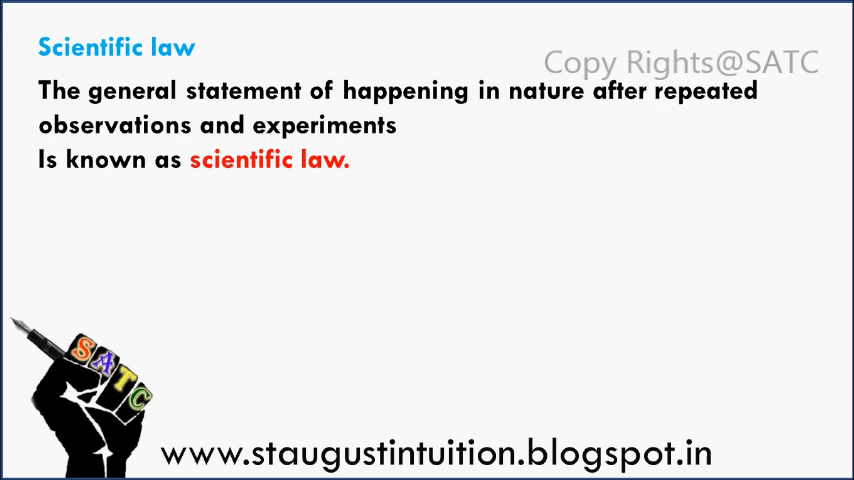 Scientific law
Copy Rights@SATC
The general statement of happening in nature after repeated
observations and experiments
Is known as scientific law.
SATC
www.staugustintuition.blogspot.in